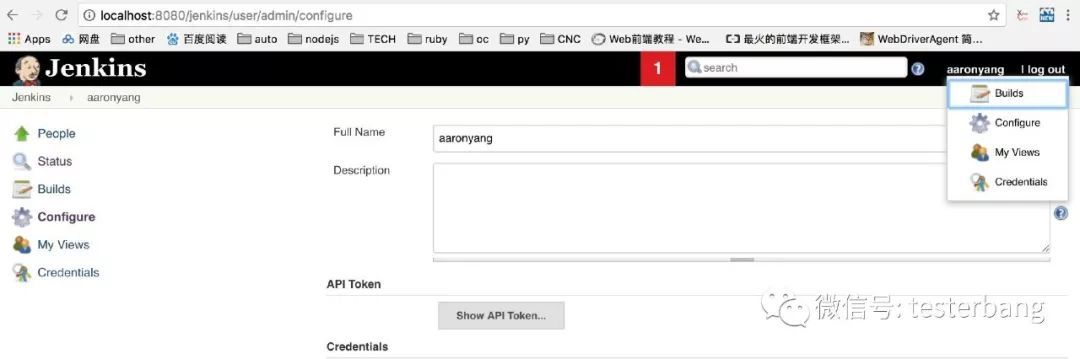 localhost:8080/jenkins/user/admin/configure
Apps 网盘 other 百度阅读 auto nodejs TECH ruby oc py CNC Web前端教程 - We... 最火的前端开发框架... WebDriverAgent 简...
Jenkins 1 search ? aaronyang | log out
Jenkins aaronyang
Builds
Configure
My Views
Credentials
People
Status
Builds
Configure
My Views
Credentials
Full Name aaronyang
Description
?
API Token
Show API Token...
Credentials
微信号: testerbang